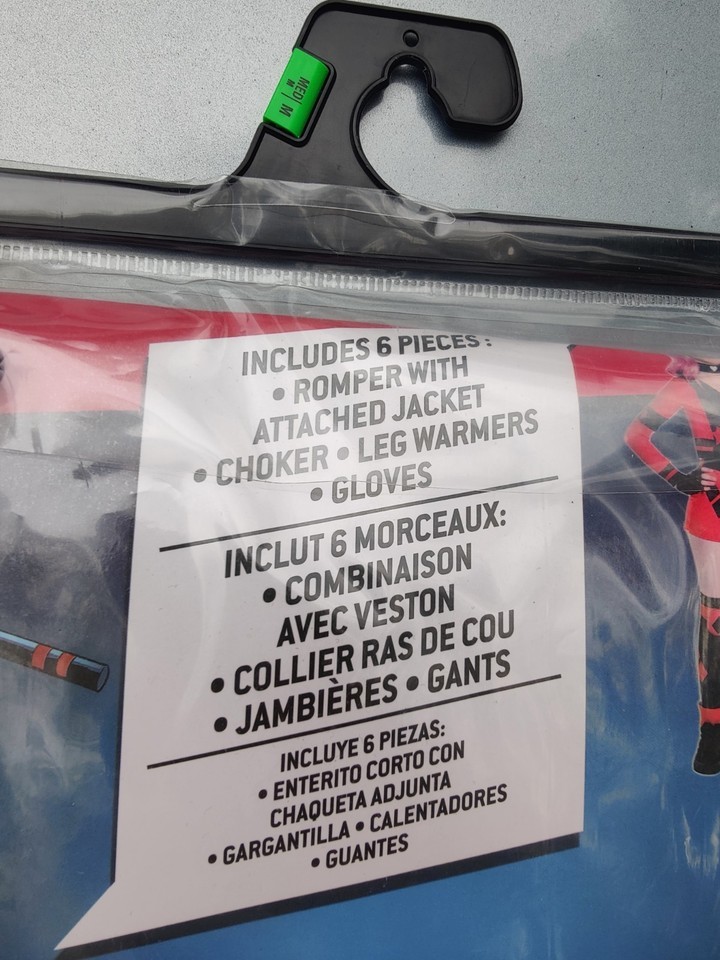 MED | M
M
INCLUDES 6 PIECES:
• ROMPER WITH
ATTACHED JACKET
• CHOKER • LEG WARMERS
• GLOVES
INCLUT 6 MORCEAUX:
• COMBINAISON
AVEC VESTON
• COLLIER RAS DE COU
• JAMBIÈRES • GANTS
INCLUYE 6 PIEZAS:
• ENTERITO CORTO CON
CHAQUETA ADJUNTA
• GARGANTILLA • CALENTADORES
• GUANTES